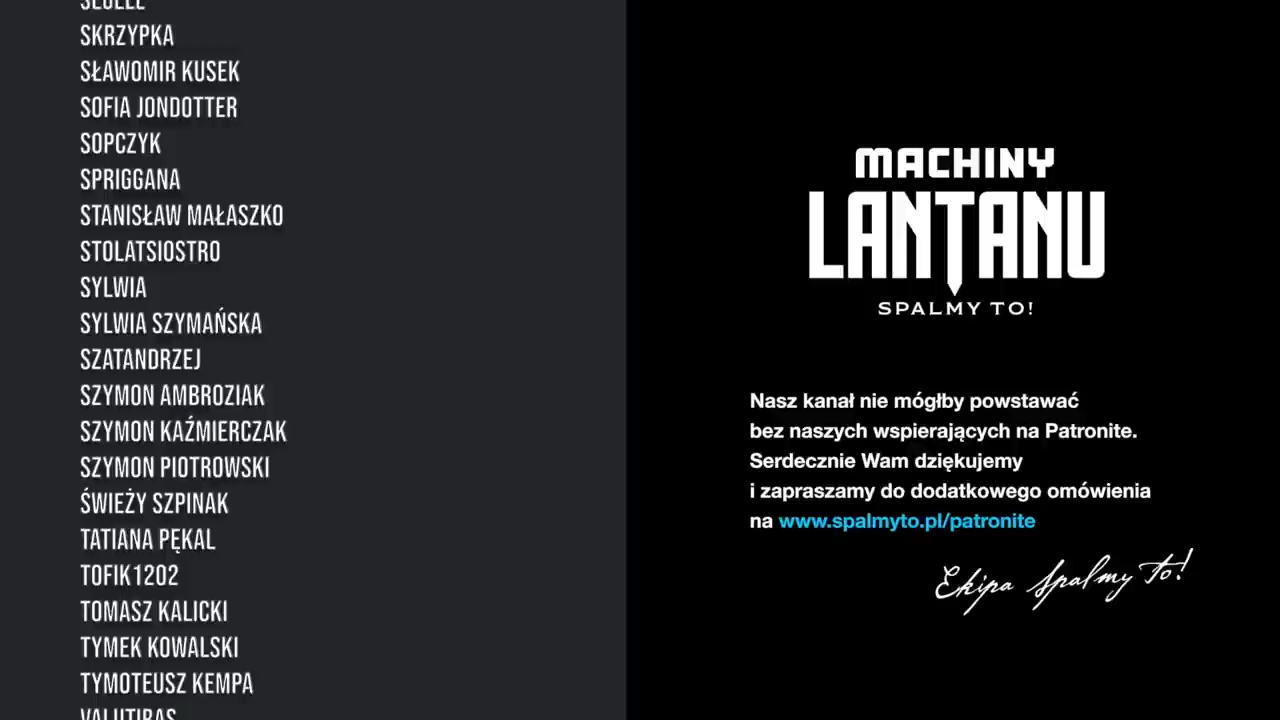 SKRZYPKA
SŁAWOMIR KUSEK
SOFIA JONDOTTER
SOPCZYK
SPRIGGANA
STANISŁAW MAŁASZKO
STOLATSIOSTRO
SYLWIA
SYLWIA SZYMAŃSKA
SZATANDRZEJ
SZYMON AMBROZIAK
SZYMON KAŹMIERCZAK
SZYMON PIOTROWSKI
ŚWIEŻY SZPINAK
TATIANA PĘKAL
TOFIK1202
TOMASZ KALICKI
TYMEK KOWALSKI
TYMOTEUSZ KEMPA
MACHINY
LANTANU
SPALMY TO!
Nasz kanał nie mógłby powstawać
bez naszych wspierających na Patronite.
Serdecznie Wam dziękujemy
i zapraszamy do dodatkowego omówienia
na www.spalmyto.pl/patronite
Ekipa Spalmy to!